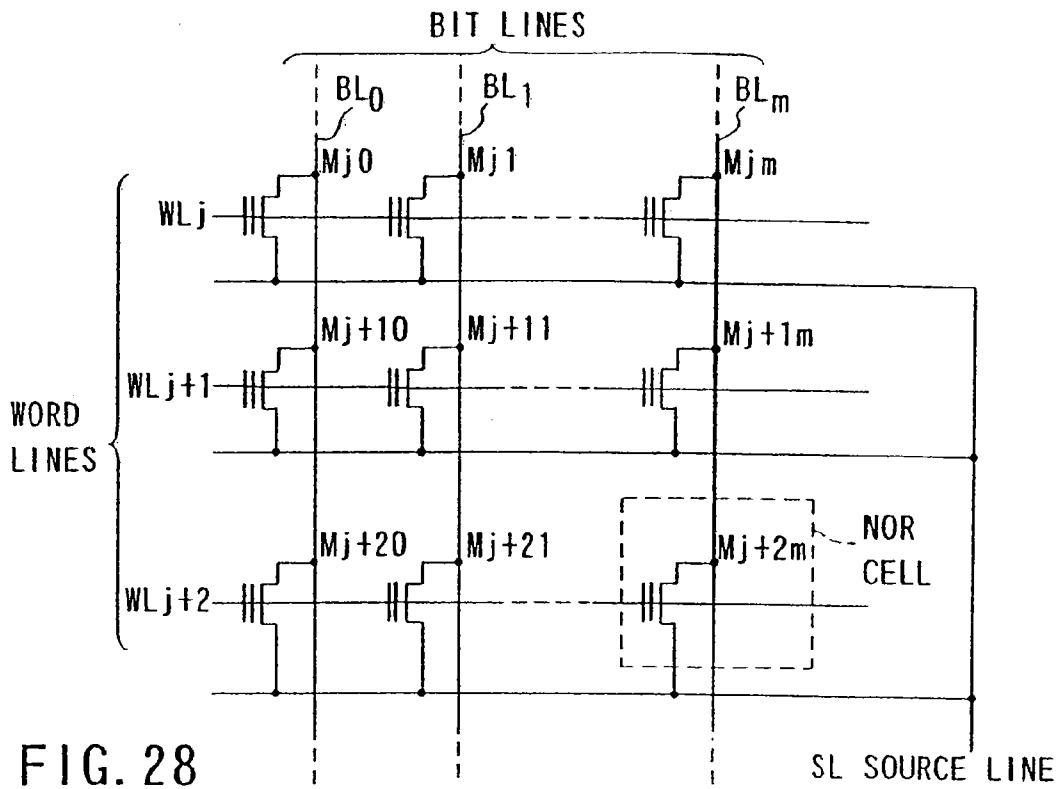 BIT LINES
BL0 BL1 BLm
Mj0 Mj1 Mjm
WLj
Mj+10 Mj+11 Mj+1m
WLj+1
WORD
LINES
Mj+20 Mj+21 Mj+2m
NOR
CELL
WLj+2
FIG. 28
SL SOURCE LINE